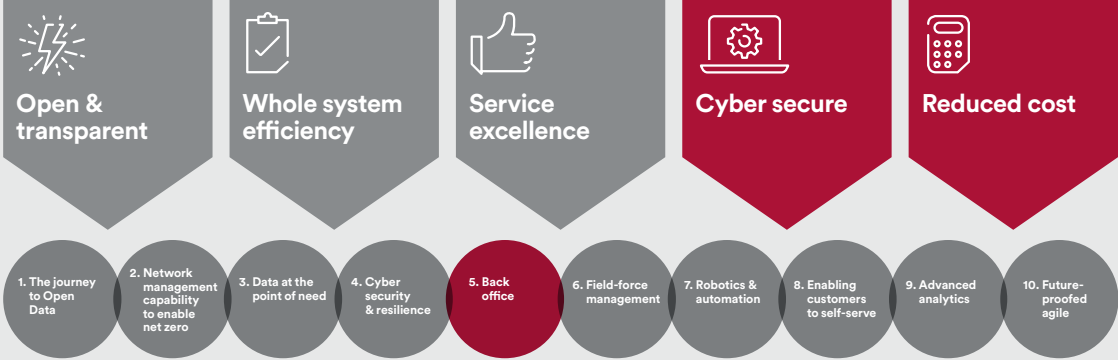 Open &
transparent
Whole system
efficiency
Service
excellence
Cyber secure
Reduced cost
1. The journey
to Open
Data
2. Network
management
capability
to enable
net zero
3. Data at the
point of need
4. Cyber
security
& resilience
5. Back
office
6. Field-force
management
7. Robotics &
automation
8. Enabling
customers
to self-serve
9. Advanced
analytics
10. Future-
proofed
agile